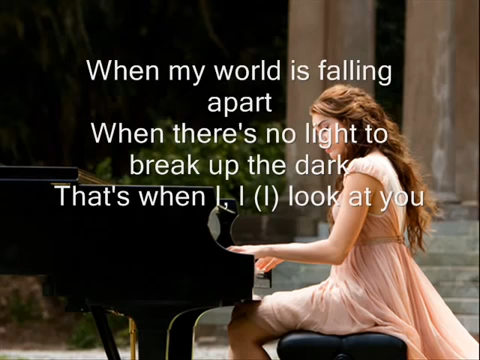 When my world is falling
apart
When there's no light to
break up the dark
That's when I, I (I) look at you